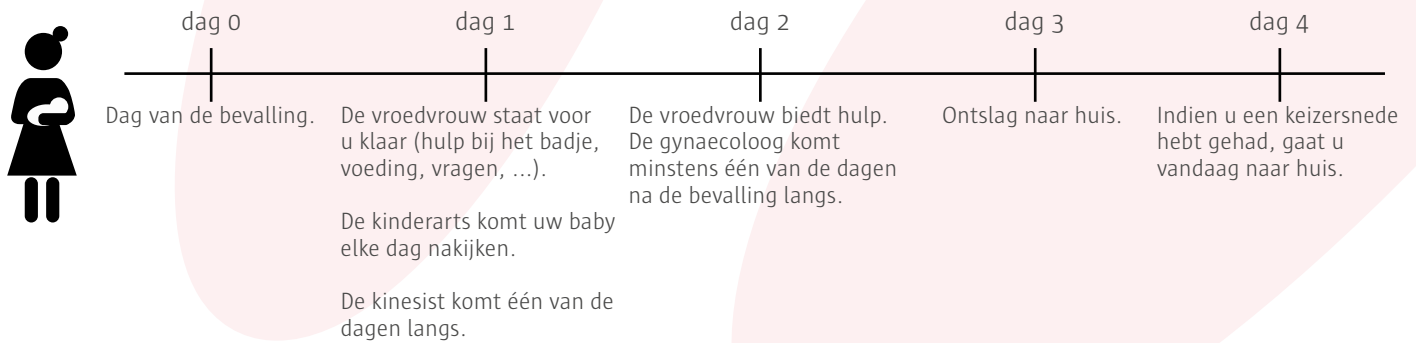 dag 0
Dag van de bevalling.
dag 1
De vroedvrouw staat voor
u klaar (hulp bij het badje,
voeding, vragen, ...).
De kinderarts komt uw baby
elke dag nakijken.
De kinesist komt één van de
dagen langs.
dag 2
De vroedvrouw biedt hulp.
De gynaecoloog komt
minstens één van de dagen
na de bevalling langs.
dag 3
Ontslag naar huis.
dag 4
Indien u een keizersnede
hebt gehad, gaat u
vandaag naar huis.